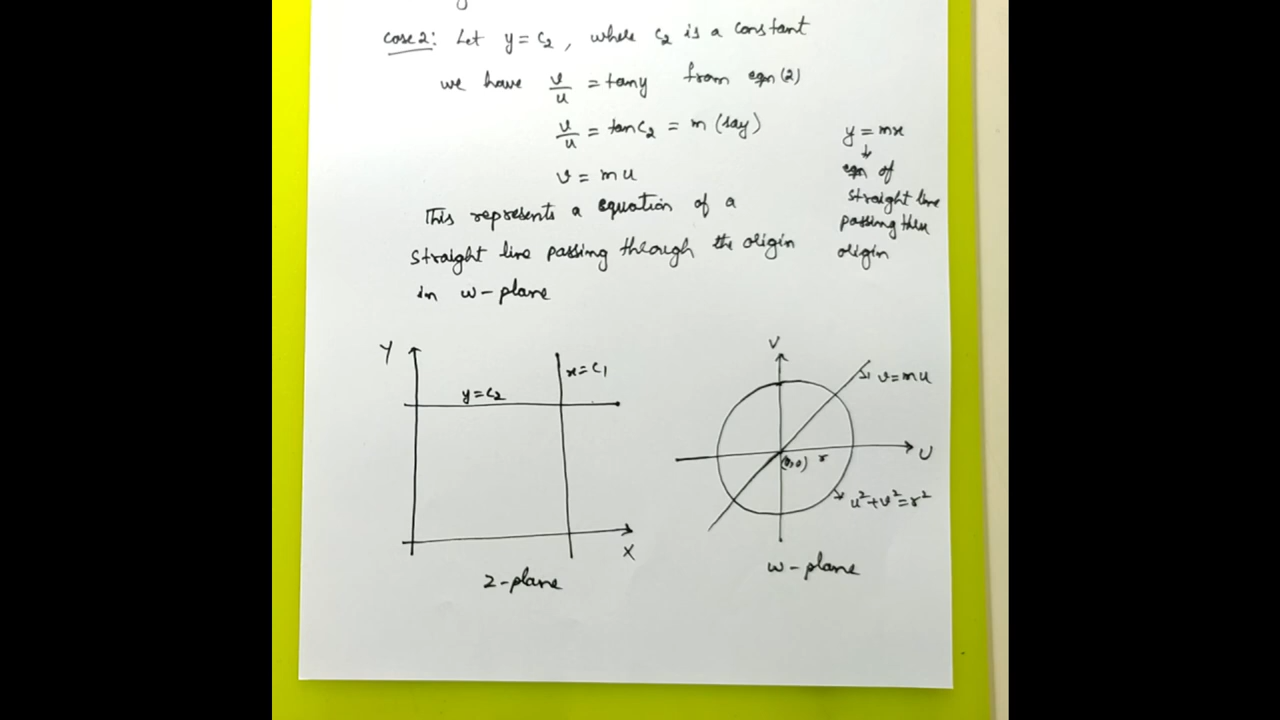 Case 2: Let y = c₂, where c₂ is a constant
we have v/u = tany from eqn (2)
v/u = tanc₂ = m (say)
v = mu
This represents a equation of a
straight line passing through the origin
in w-plane
y = mx
↓
eqn of
straight line
passing thru
origin
Y
x = c₁
y = c₂
X
z-plane
V
v = mu
U
(0,0) r
u² + v² = r²
w-plane